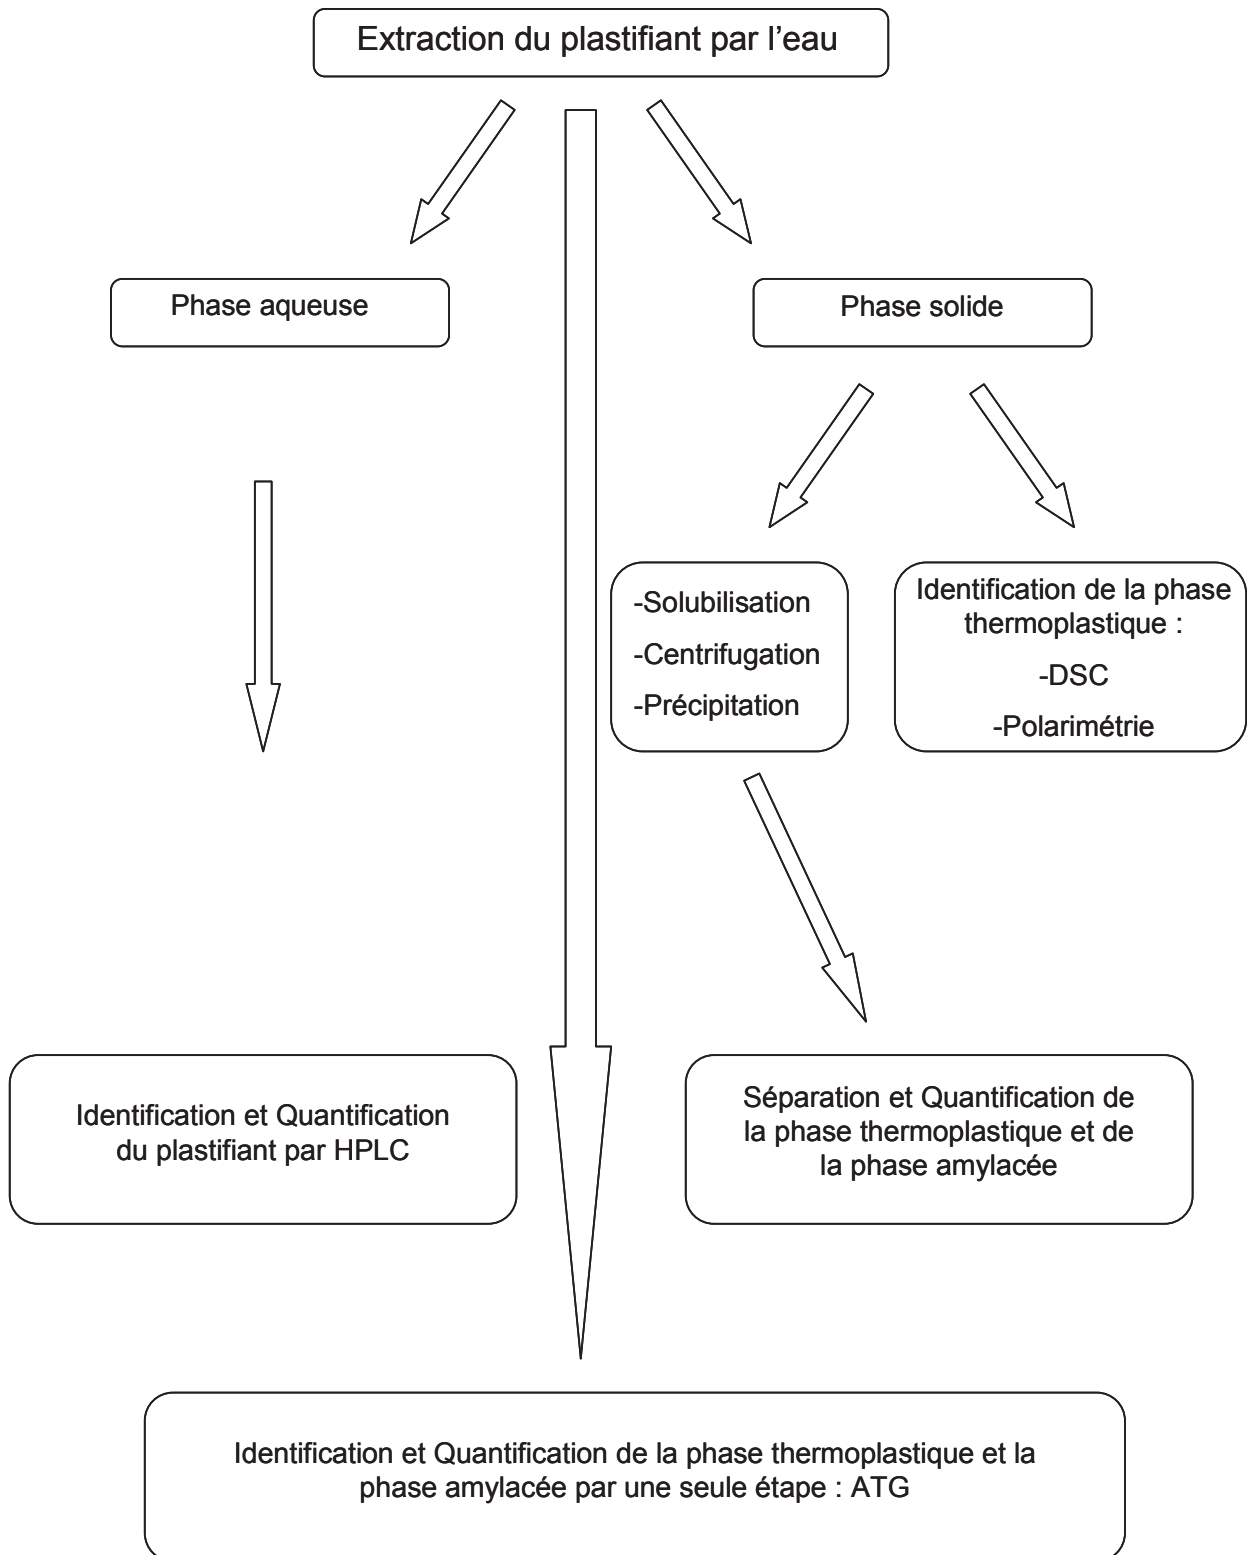 Extraction du plastifiant par l’eau
Phase aqueuse
Phase solide
-Solubilisation
-Centrifugation
-Précipitation
Identification de la phase
thermoplastique :
-DSC
-Polarimétrie
Identification et Quantification
du plastifiant par HPLC
Séparation et Quantification de
la phase thermoplastique et de
la phase amylacée
Identification et Quantification de la phase thermoplastique et la
phase amylacée par une seule étape : ATG